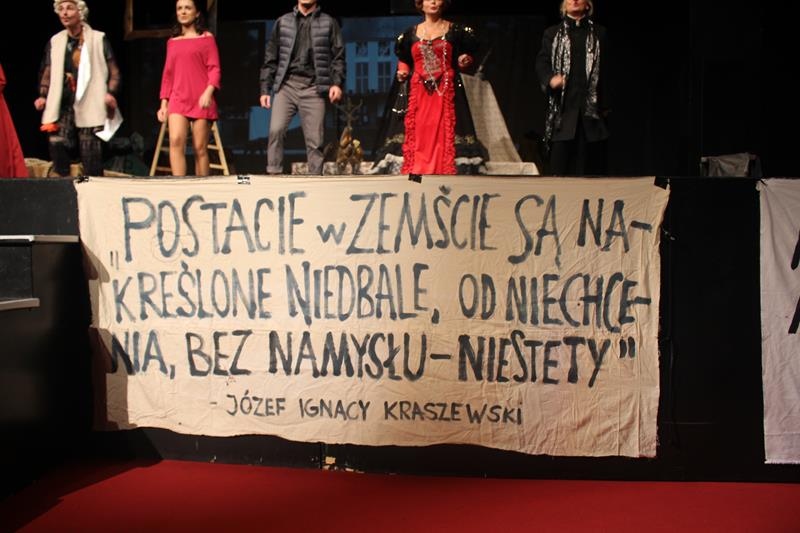 „POSTACIE w ZEMŚCIE SĄ NA-
KREŚLONE NIEDBALE, OD NIECHCE-
NIA, BEZ NAMYSŁU – NIESTETY"
- JÓZEF IGNACY KRASZEWSKI